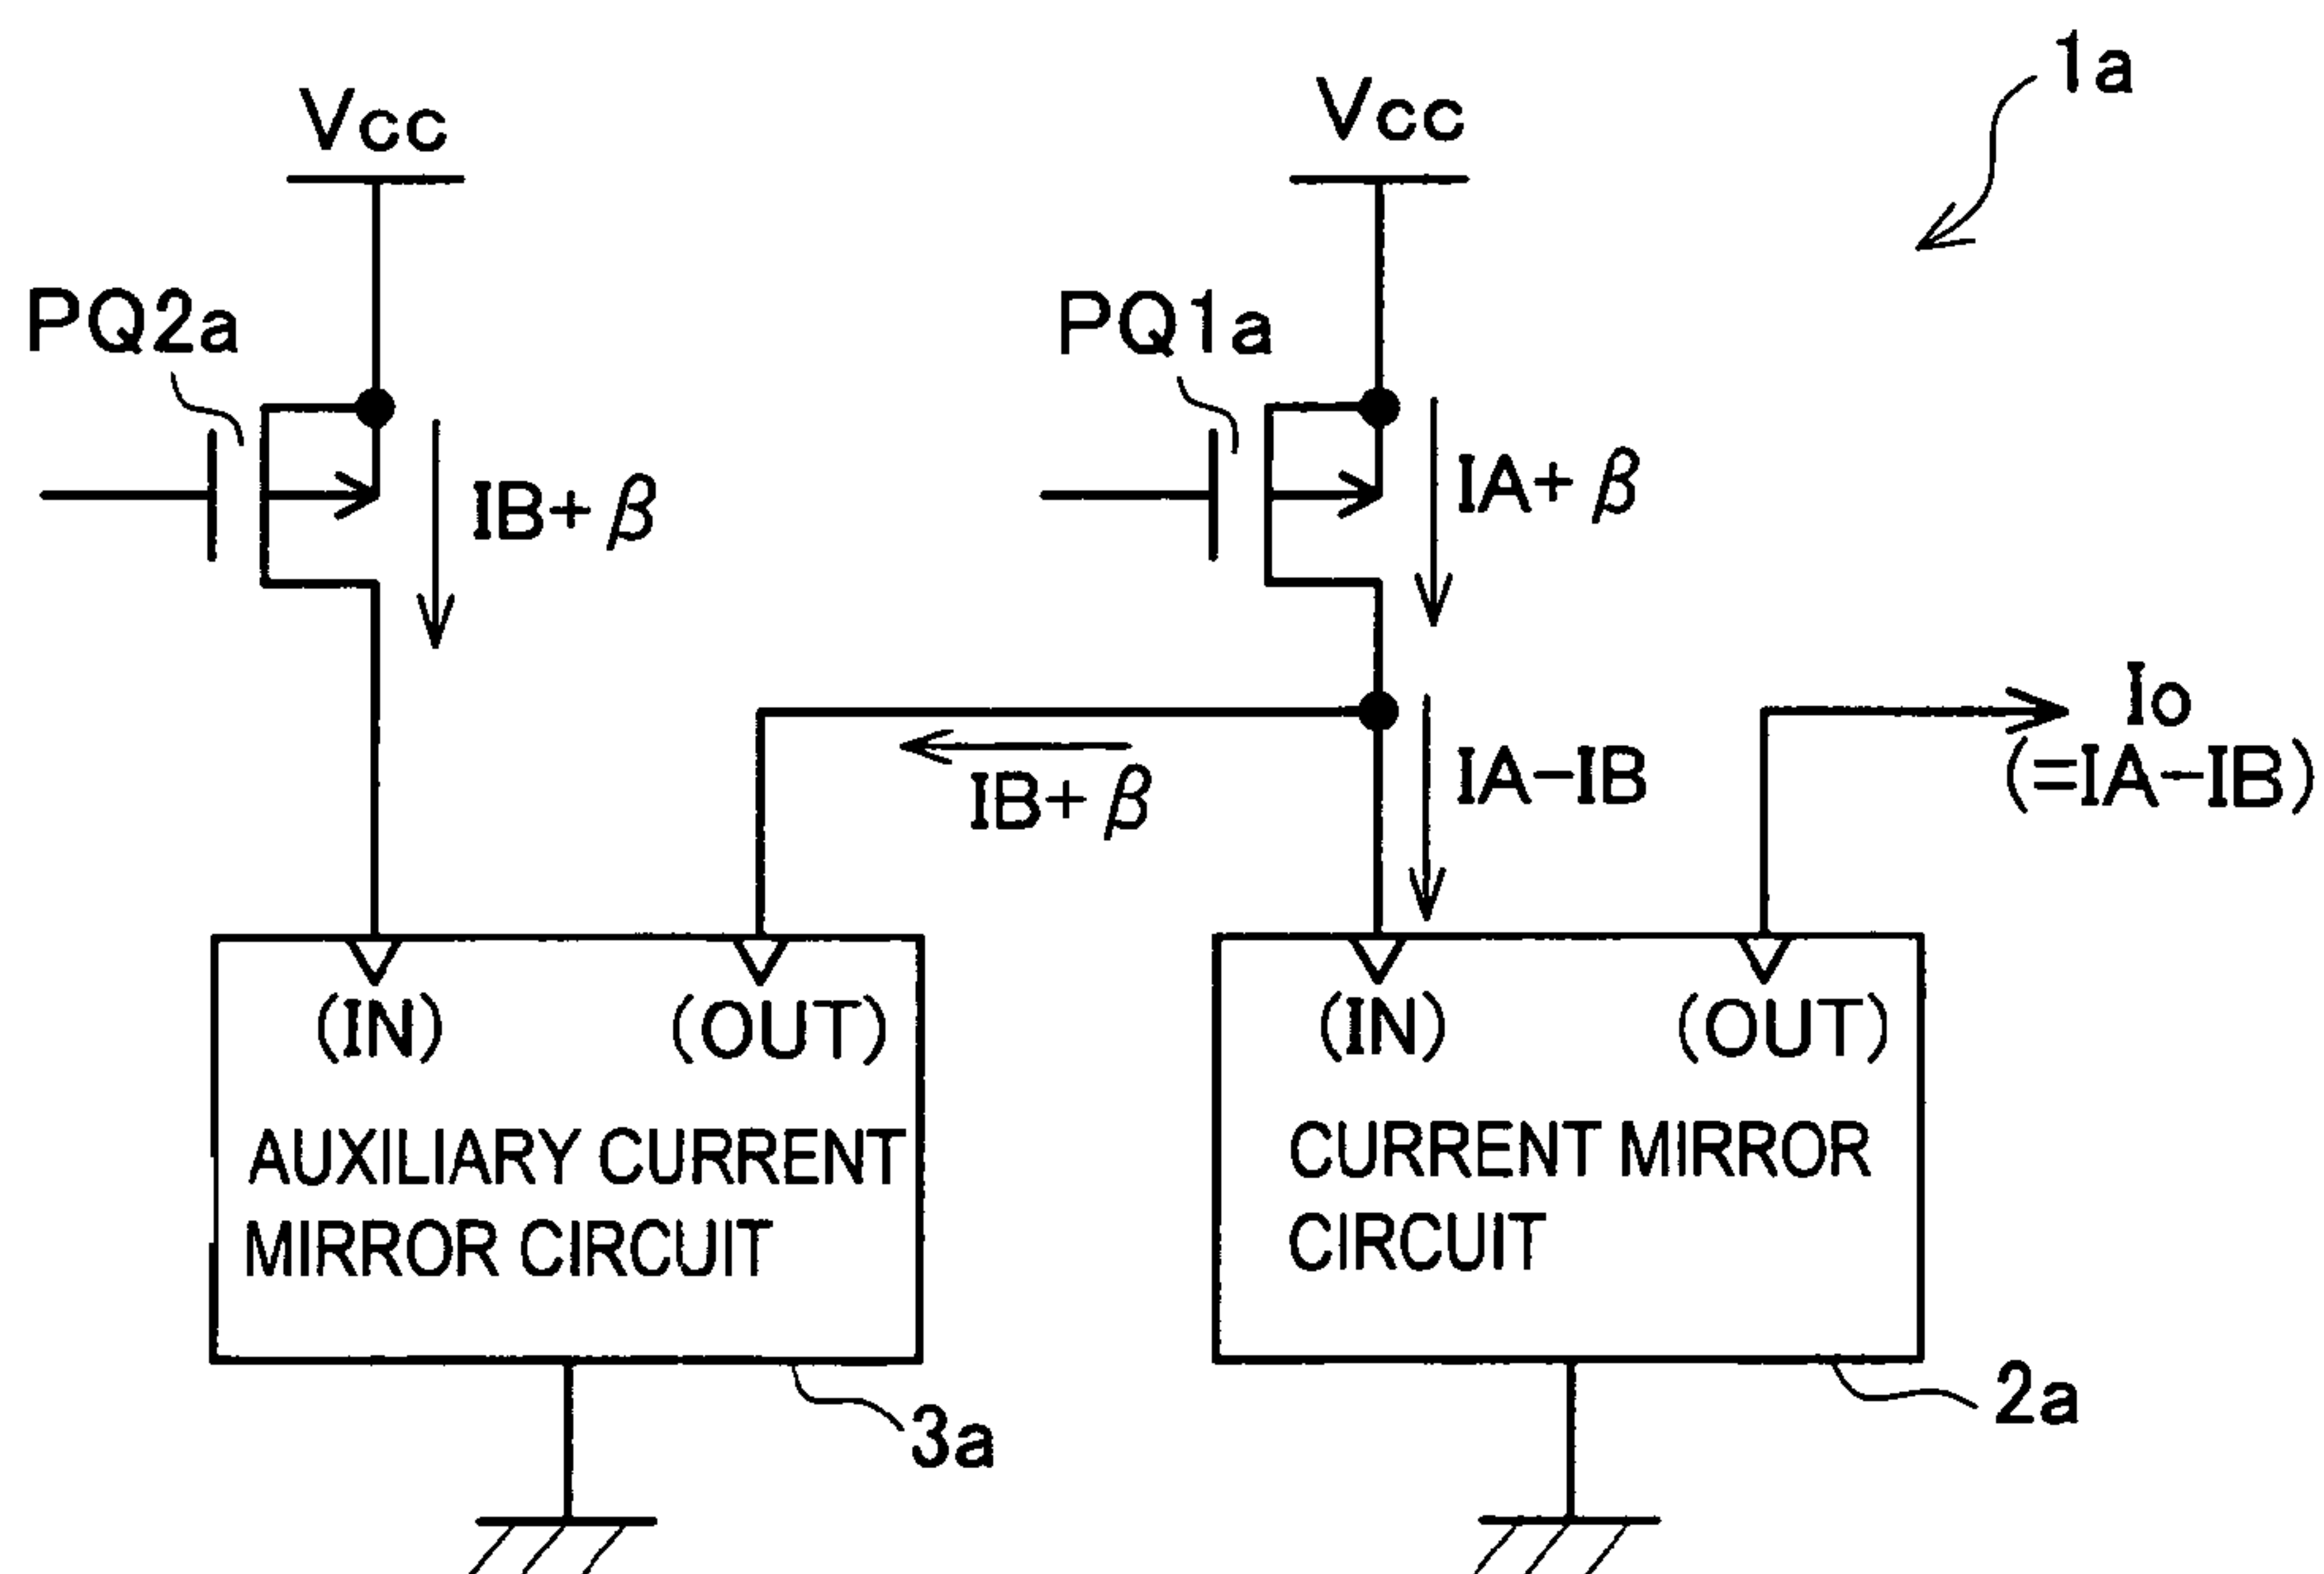 1a
Vcc
Vcc
PQ2a
PQ1a
IB+β
IA+β
IB+β
IA−IB
Io
(=IA−IB)
(IN)
(OUT)
(IN)
(OUT)
AUXILIARY CURRENT
MIRROR CIRCUIT
CURRENT MIRROR
CIRCUIT
3a
2a